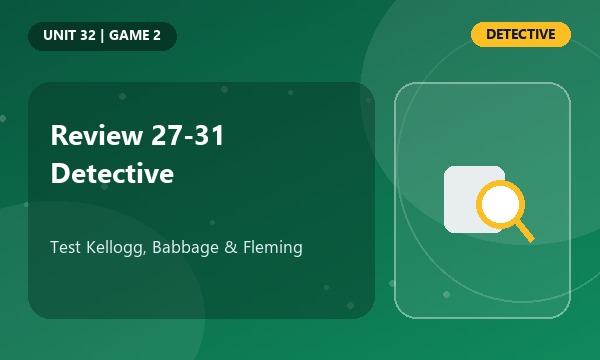 UNIT 32 | GAME 2
DETECTIVE
Review 27-31
Detective
Test Kellogg, Babbage & Fleming